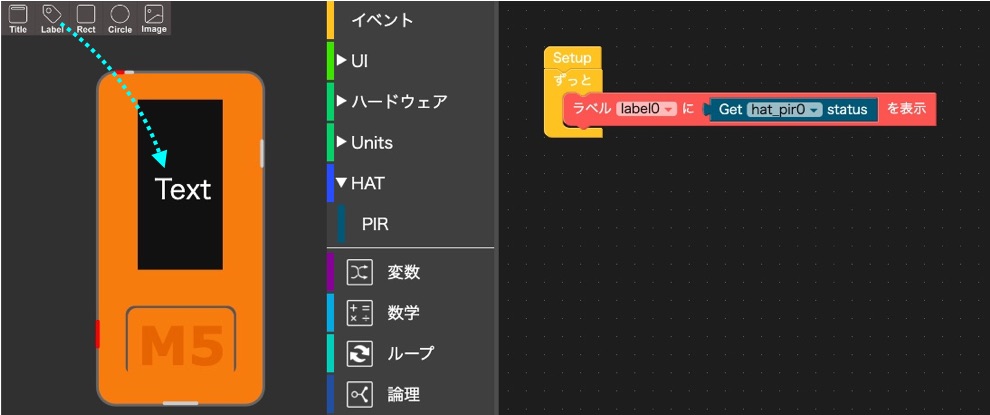 Title Label Rect Circle Image
Text
M5
イベント
UI
ハードウェア
Units
HAT
PIR
変数
数学
ループ
論理
Setup
ずっと
ラベル label0 に Get hat_pir0 status を表示